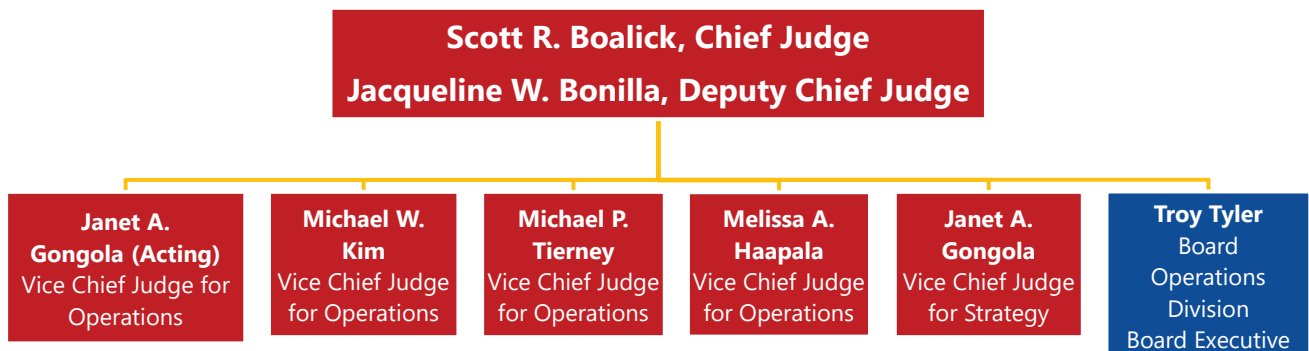 Scott R. Boalick, Chief Judge
Jacqueline W. Bonilla, Deputy Chief Judge
Janet A.
Gongola (Acting)
Vice Chief Judge for
Operations
Michael W.
Kim
Vice Chief Judge
for Operations
Michael P.
Tierney
Vice Chief Judge
for Operations
Melissa A.
Haapala
Vice Chief Judge
for Operations
Janet A.
Gongola
Vice Chief Judge
for Strategy
Troy Tyler
Board
Operations
Division
Board Executive